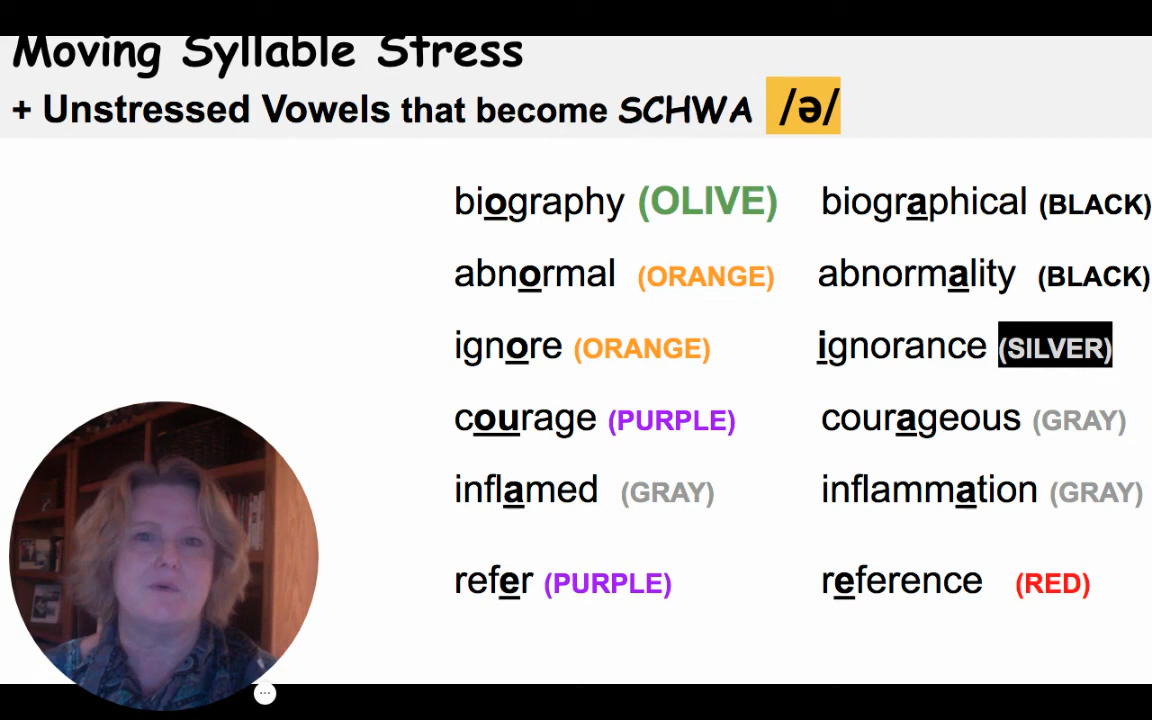 Moving Syllable Stress
+ Unstressed Vowels that become SCHWA /ə/
biography (OLIVE) biographical (BLACK)
abnormal (ORANGE) abnormality (BLACK)
ignore (ORANGE) ignorance (SILVER)
courage (PURPLE) courageous (GRAY)
inflamed (GRAY) inflammation (GRAY)
refer (PURPLE) reference (RED)